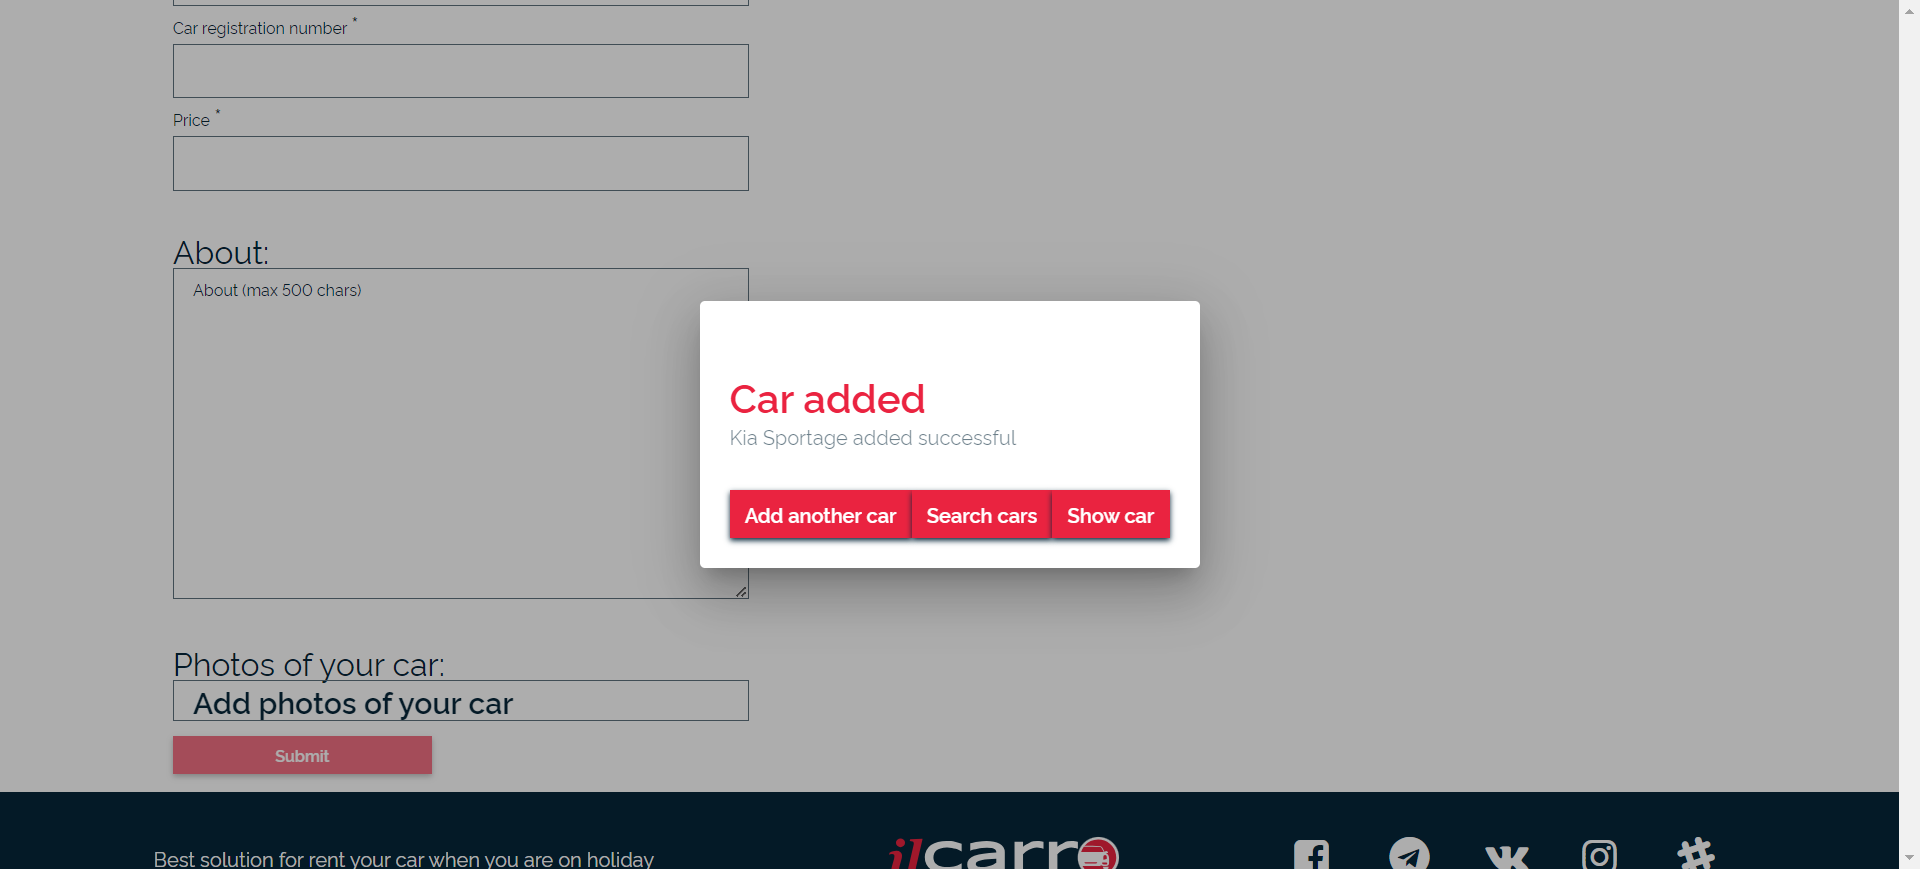 Car registration number *
Price *
About:
About (max 500 chars)
Car added
Kia Sportage added successful
Add another car
Search cars
Show car
Photos of your car:
Add photos of your car
Submit
Best solution for rent your car when you are on holiday
ilcarro